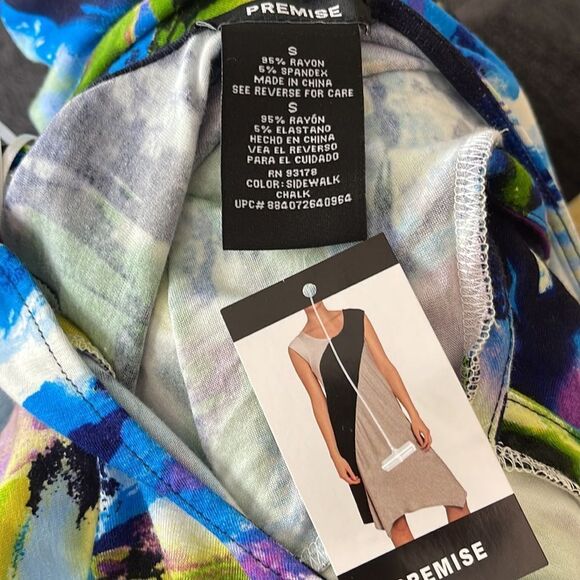 PREMISE
S
95% RAYON
5% SPANDEX
MADE IN CHINA
SEE REVERSE FOR CARE
S
95% RAYÓN
5% ELASTANO
HECHO EN CHINA
VEA EL REVERSO
PARA EL CUIDADO
RN 93178
COLOR: SIDEWALK
CHALK
UPC# 884072640964
PREMISE